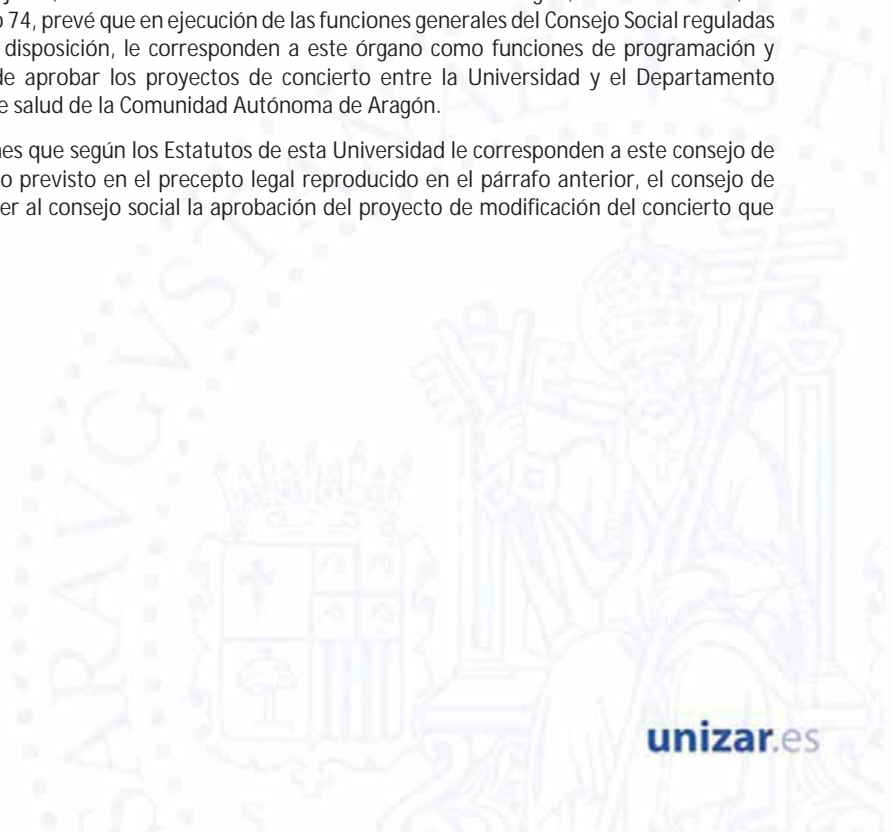 o 74, prevé que en ejecución de las funciones generales del Consejo Social reguladas
disposición, le corresponden a este órgano como funciones de programación y
de aprobar los proyectos de concierto entre la Universidad y el Departamento
e salud de la Comunidad Autónoma de Aragón.
nes que según los Estatutos de esta Universidad le corresponden a este consejo de
o previsto en el precepto legal reproducido en el párrafo anterior, el consejo de
er al consejo social la aprobación del proyecto de modificación del concierto que
SARAVGVSTANAE
unizar.es